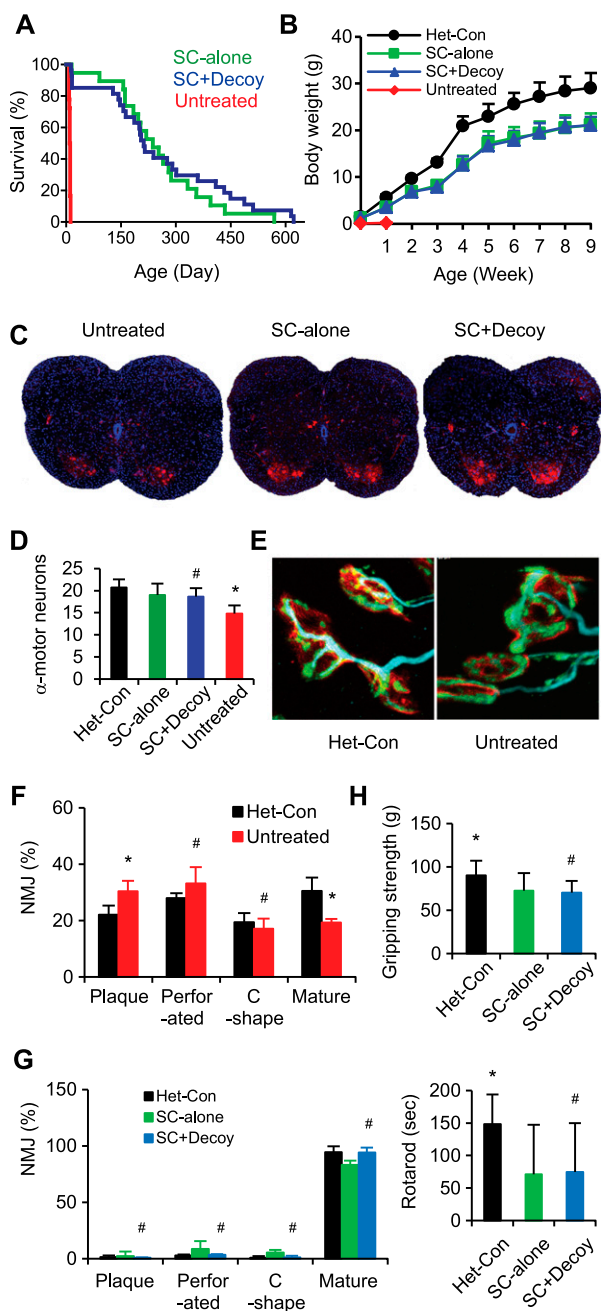 A
SC-alone
SC+Decoy
Untreated
Survival (%)
100
80
60
40
20
0
0 150 300 450 600
Age (Day)
B
Het-Con
SC-alone
SC+Decoy
Untreated
Body weight (g)
40
30
20
10
0
1 2 3 4 5 6 7 8 9
Age (Week)
C
Untreated SC-alone SC+Decoy
D
α-motor neurons
25
20
15
10
5
0
# *
Het-Con
SC-alone
SC+Decoy
Untreated
E
Het-Con Untreated
F
Het-Con
Untreated
NMJ (%)
60
40
20
0
* # # *
Plaque Perfor C Mature
-ated -shape
H
Gripping strength (g)
150
100
50
0
* #
Het-Con
SC-alone
SC+Decoy
G
Het-Con
SC-alone
SC+Decoy
NMJ (%)
150
100
50
0
# # # #
Plaque Perfor C Mature
-ated -shape
Rotarod (sec)
200
150
100
50
0
* #
Het-Con
SC-alone
SC+Decoy